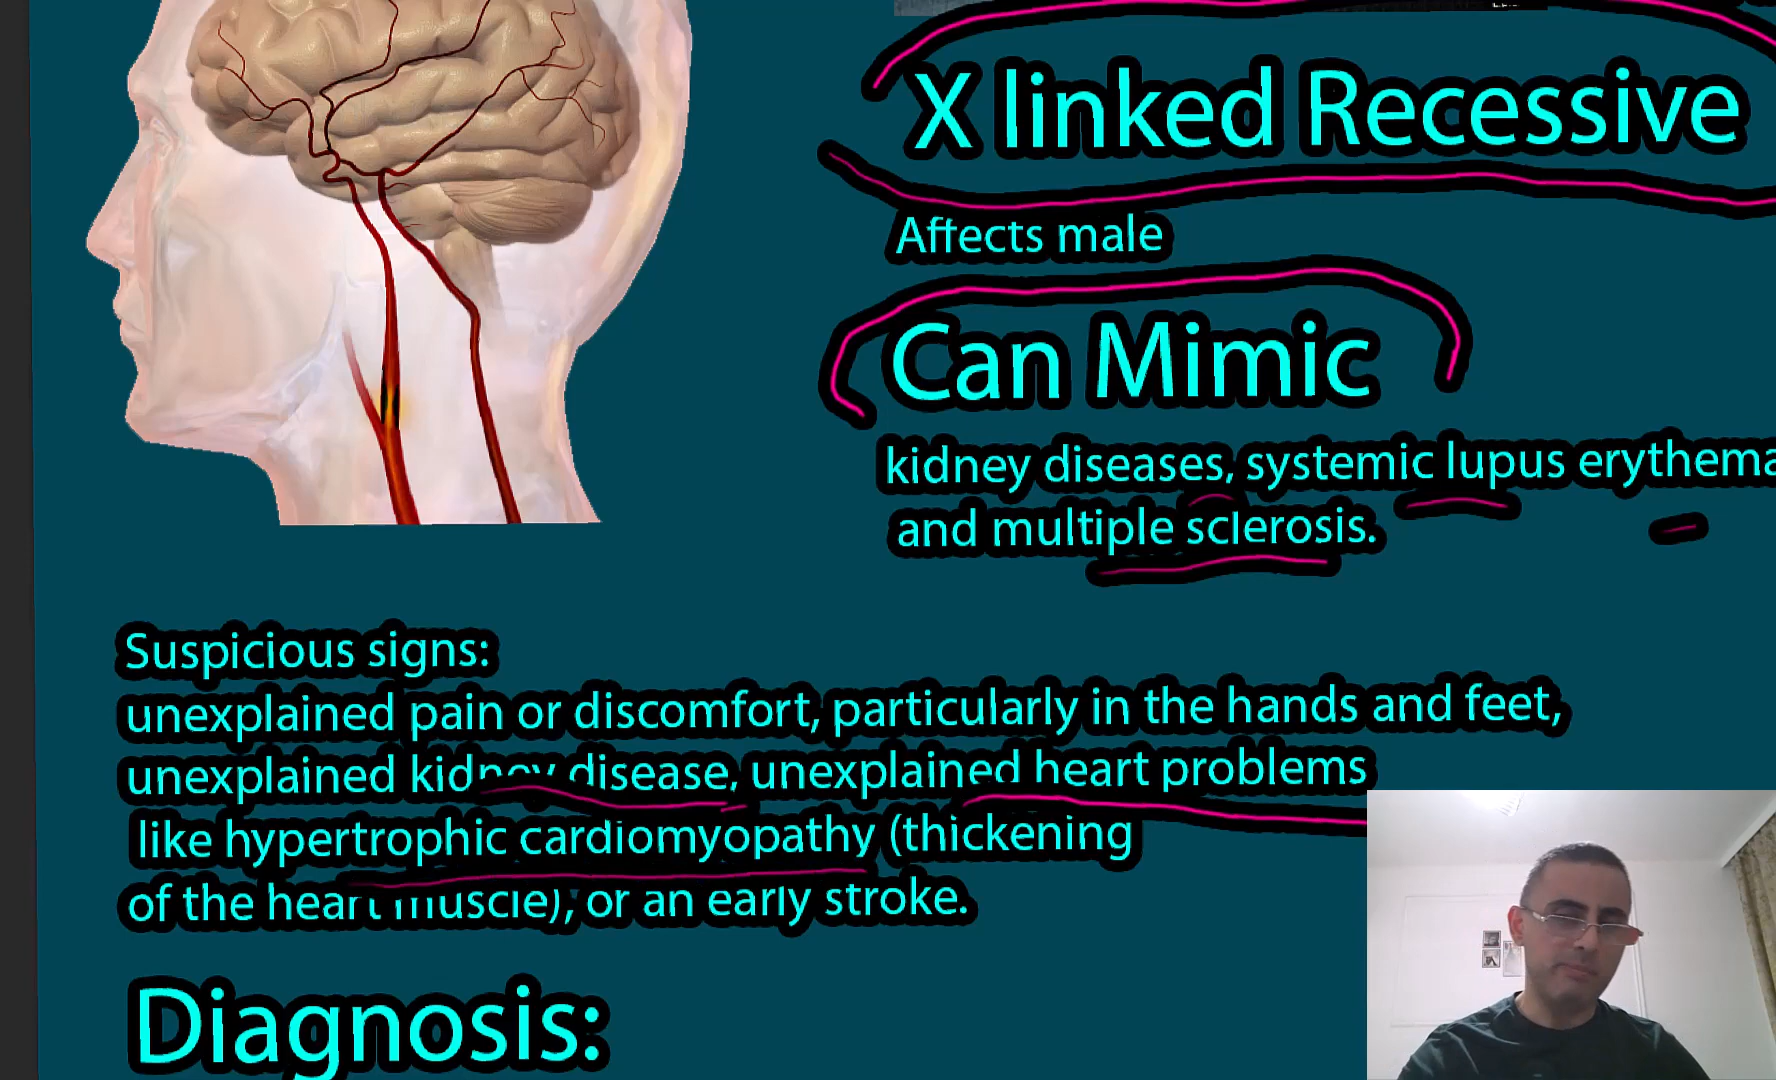 X linked Recessive
Affects male
Can Mimic
kidney diseases, systemic lupus erythema
and multiple sclerosis.
Suspicious signs:
unexplained pain or discomfort, particularly in the hands and feet,
unexplained kidney disease, unexplained heart problems
like hypertrophic cardiomyopathy (thickening
of the heart muscle), or an early stroke.
Diagnosis: